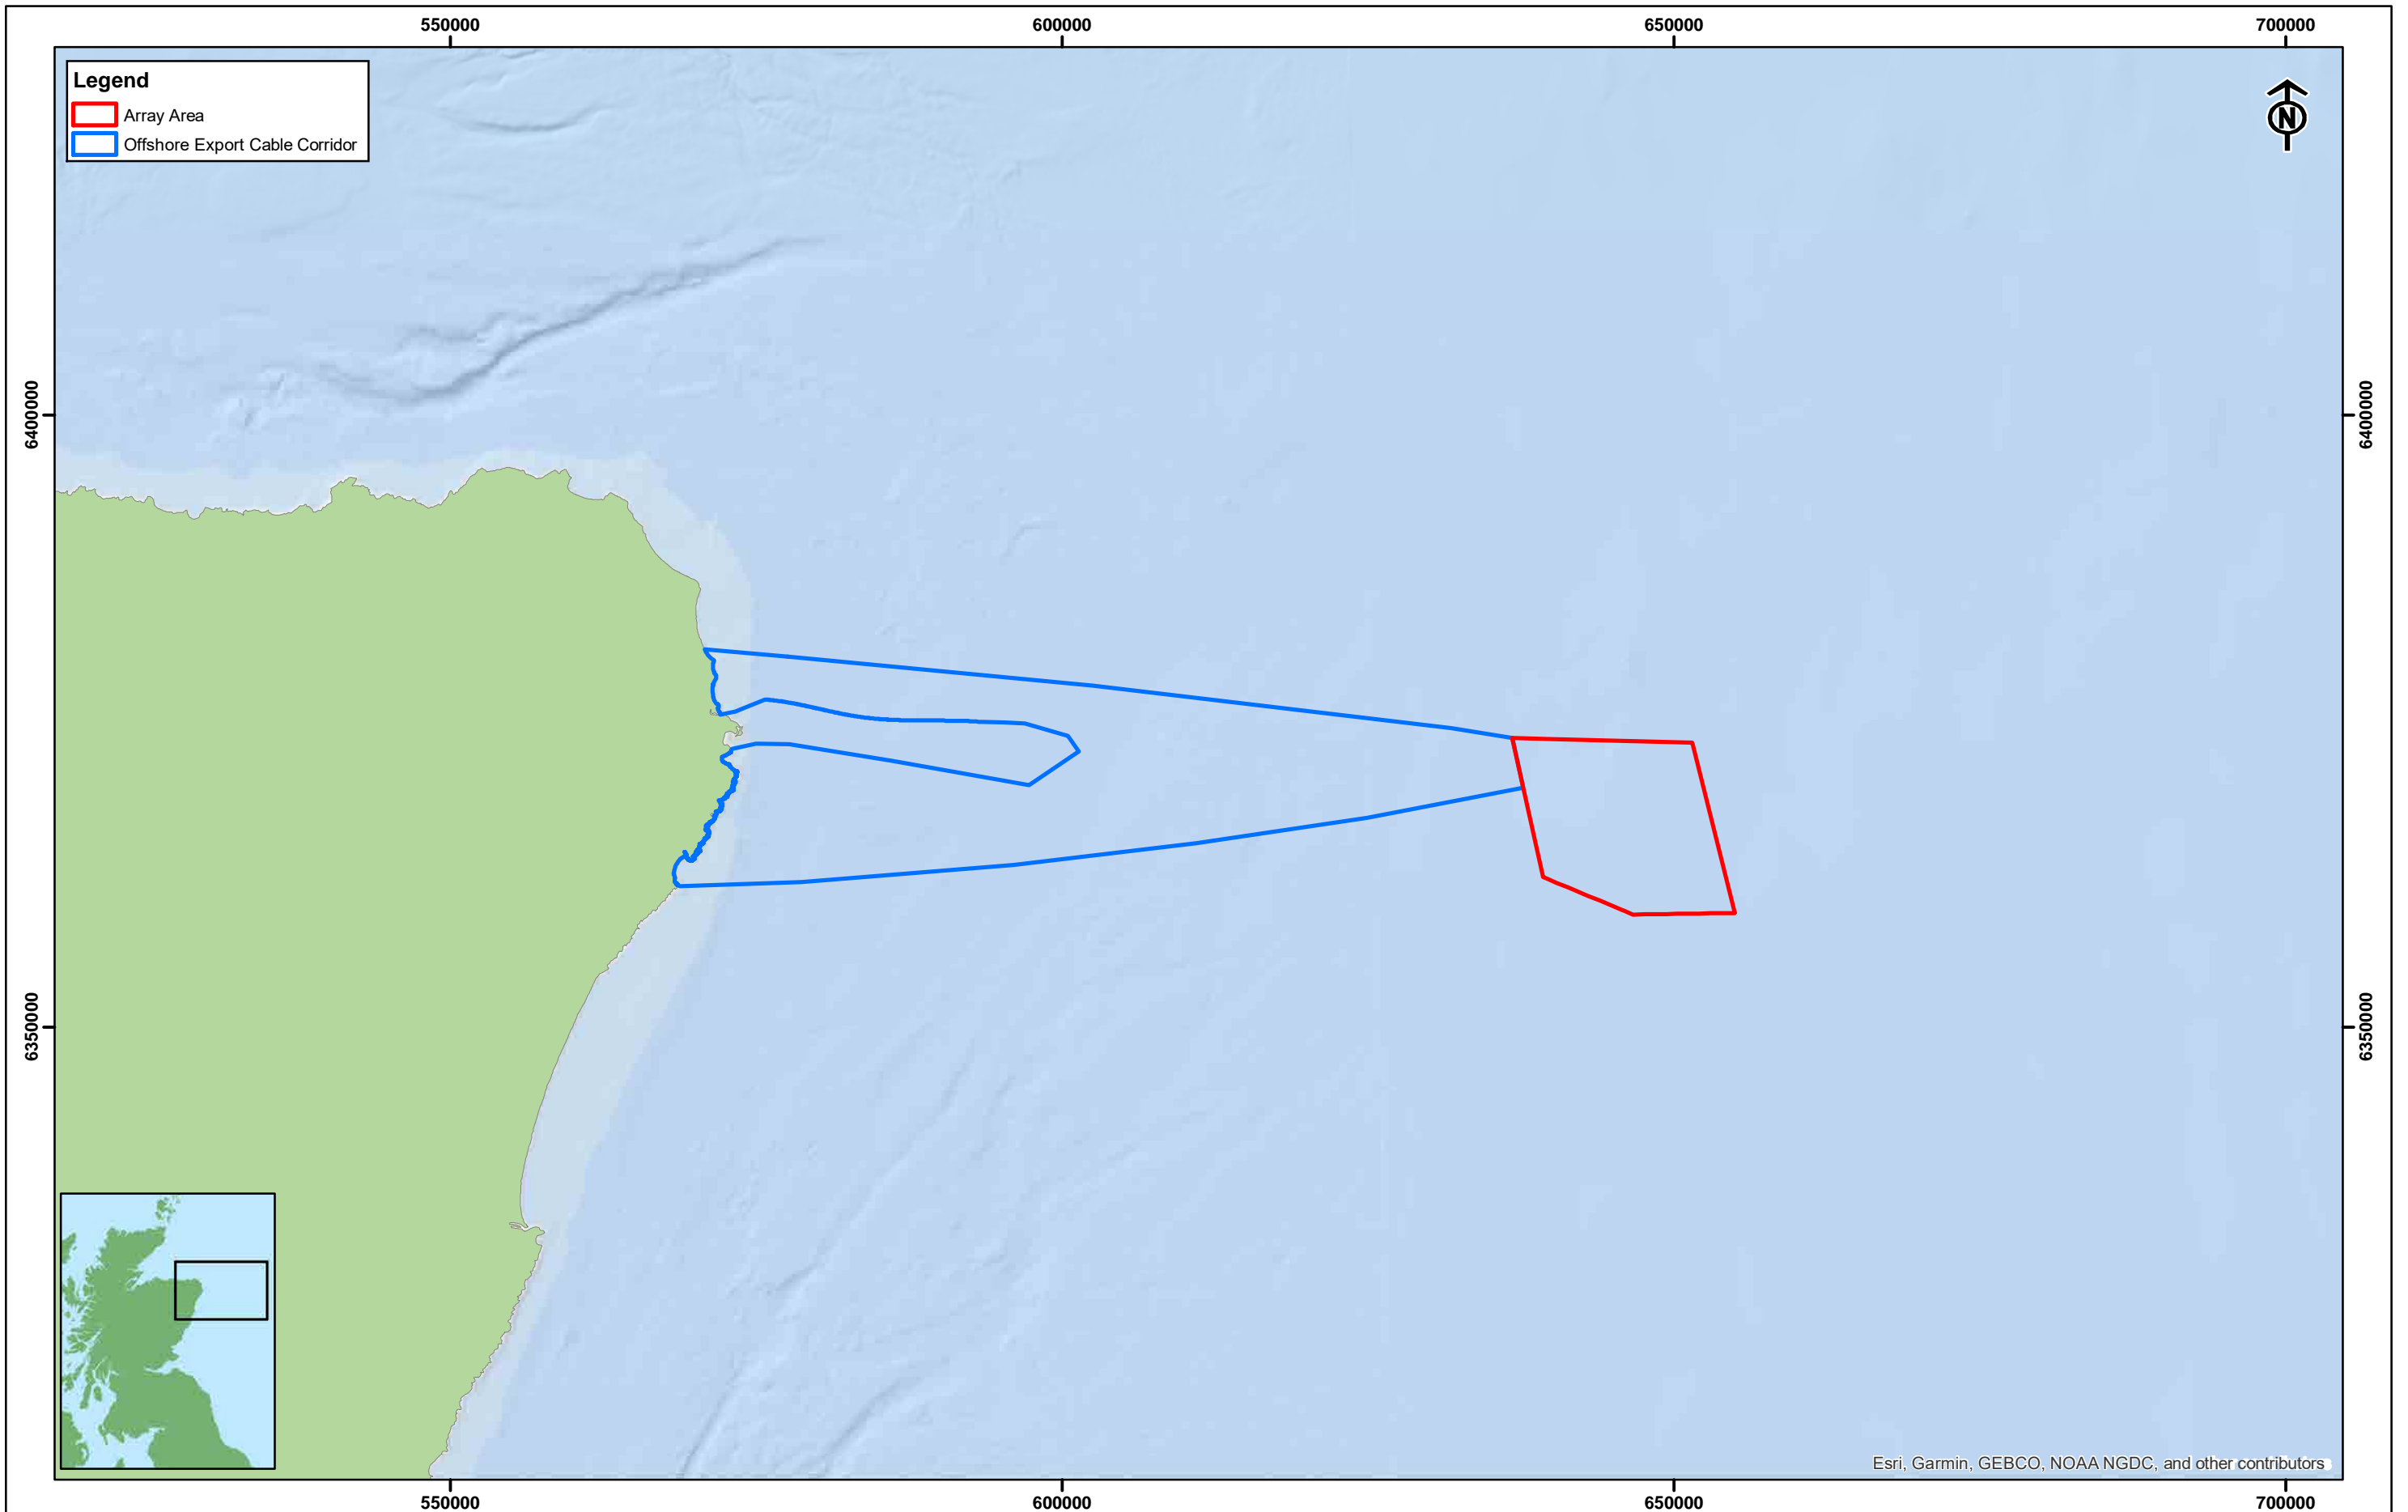 550000
600000
650000
700000
Legend
Array Area
Offshore Export Cable Corridor
N
6400000
6400000
6350000
6350000
Esri, Garmin, GEBCO, NOAA NGDC, and other contributors
550000
600000
650000
700000